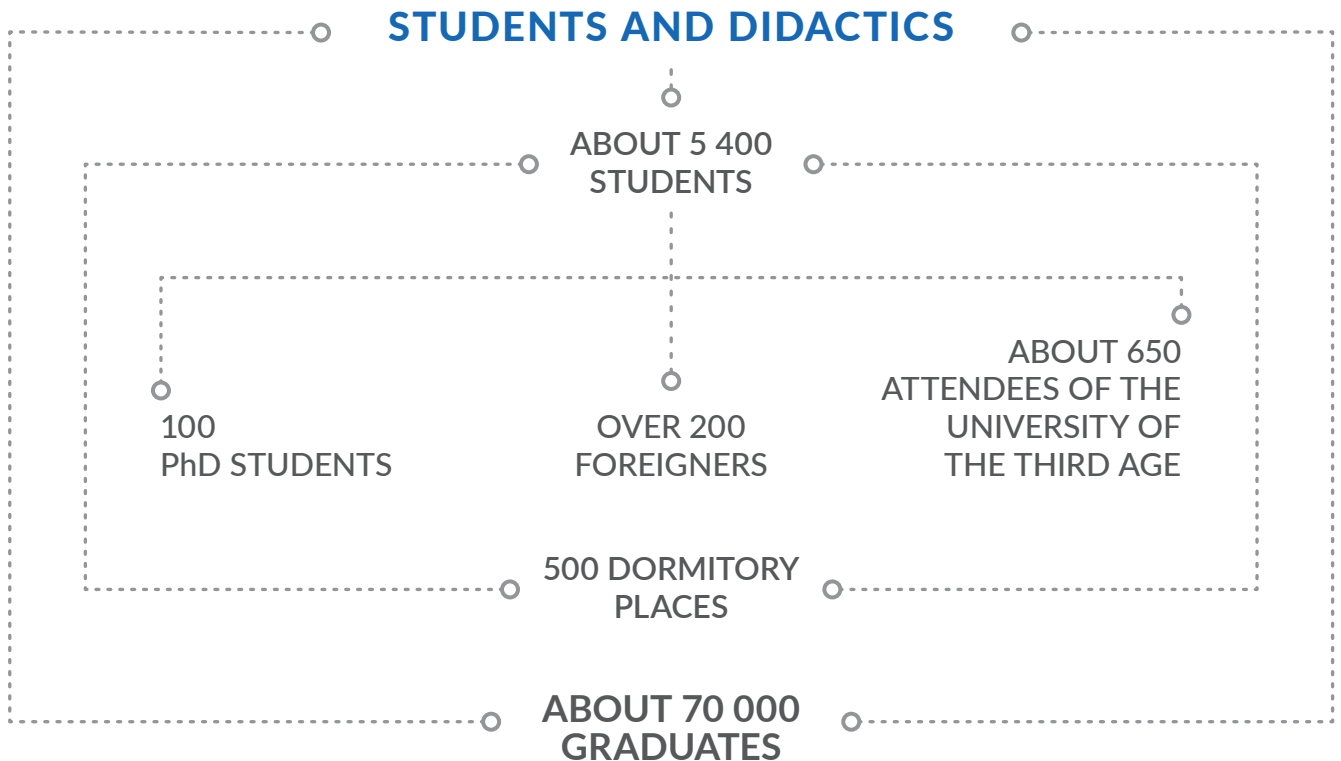 STUDENTS AND DIDACTICS
ABOUT 5 400
STUDENTS
100
PhD STUDENTS
OVER 200
FOREIGNERS
ABOUT 650
ATTENDEES OF THE
UNIVERSITY OF
THE THIRD AGE
500 DORMITORY
PLACES
ABOUT 70 000
GRADUATES